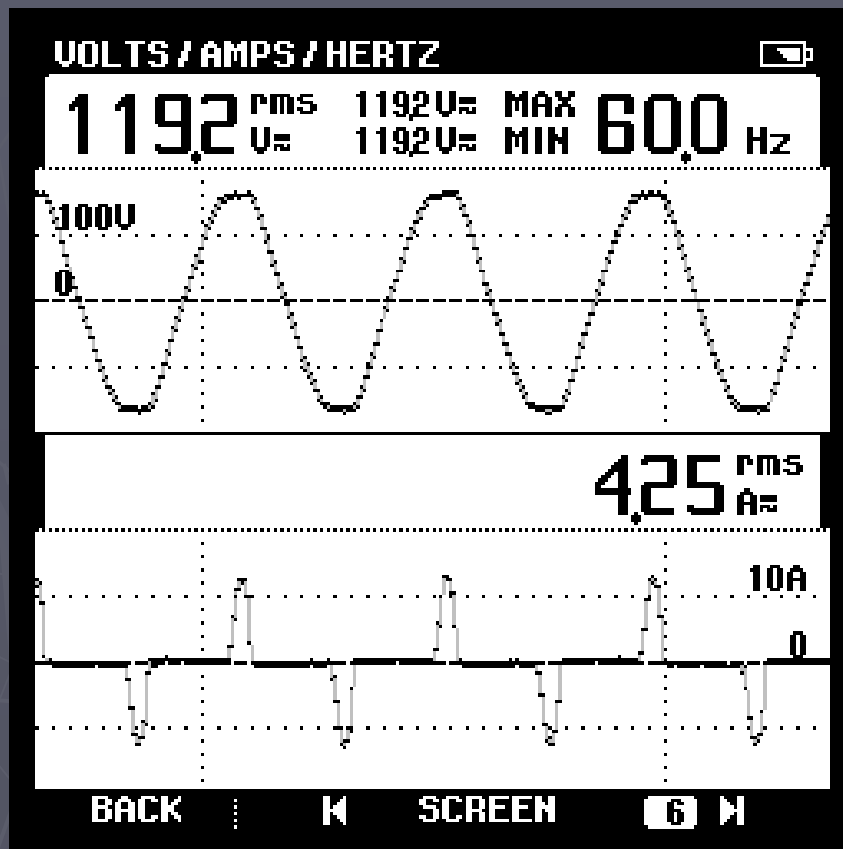 VOLTS/AMPS/HERTZ
119.2 rms V≂ 119.2V≂ MAX 60.0 Hz
119.2V≂ MIN
100V
0
4.25 rms A≂
10A
0
BACK SCREEN 6